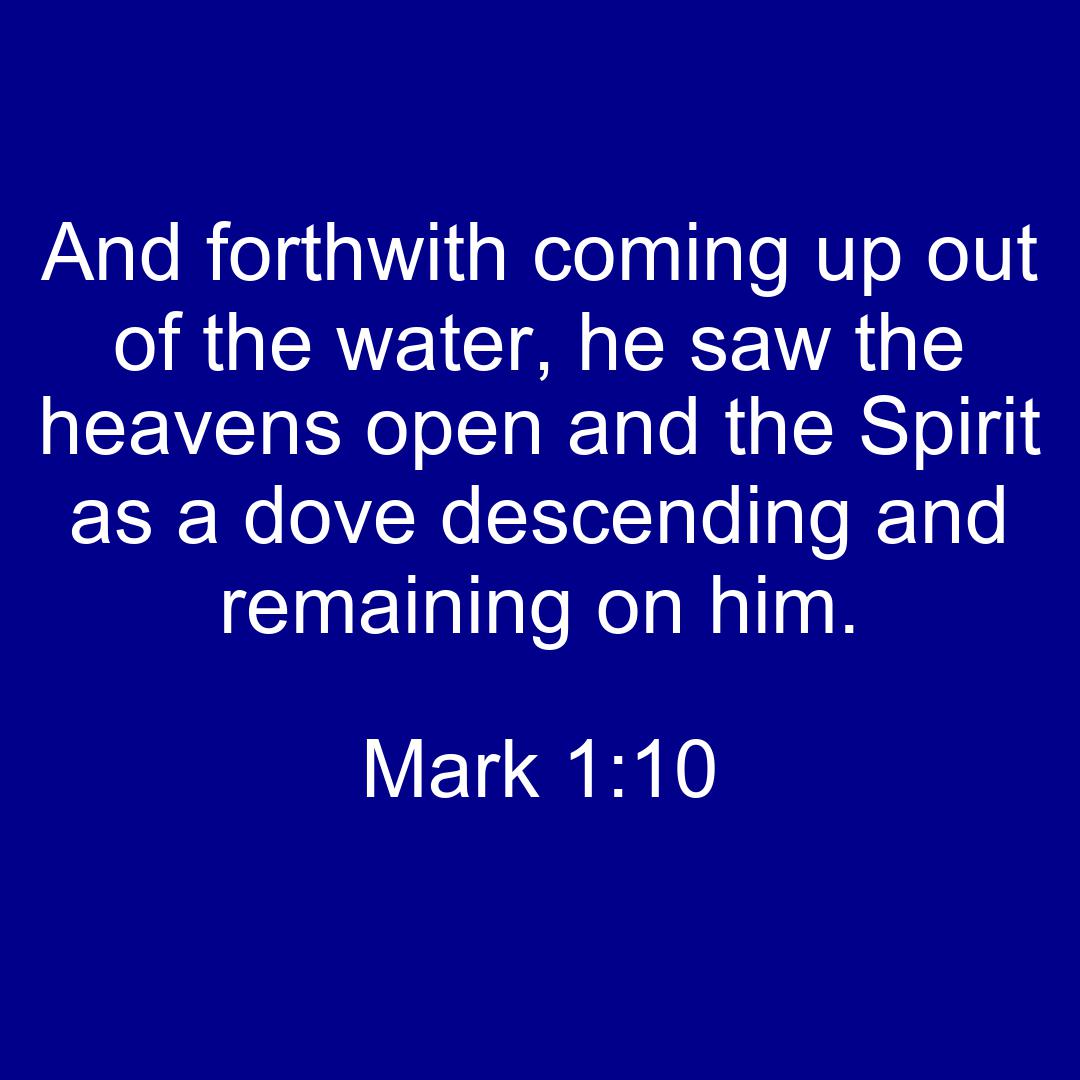 And forthwith coming up out
of the water, he saw the
heavens open and the Spirit
as a dove descending and
remaining on him.
Mark 1:10